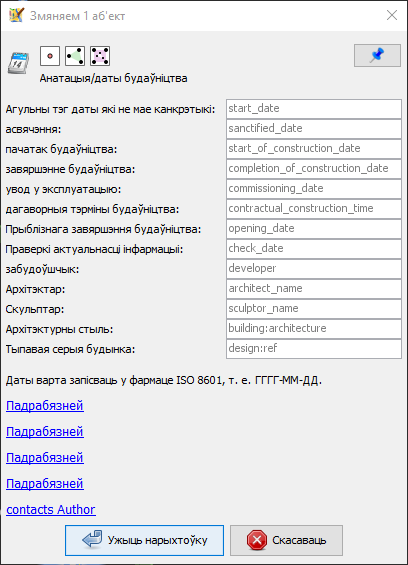 Змяняем 1 аб'ект
14
Анатацыя/даты будаўніцтва
Агульны тэг даты які не мае канкрэтыкі: start_date
асвячэння: sanctified_date
пачатак будаўніцтва: start_of_construction_date
завяршэнне будаўніцтва: completion_of_construction_date
увод у эксплуатацыю: commissioning_date
дагаворныя тэрміны будаўніцтва: contractual_construction_time
Прыблізнага завяршэння будаўніцтва: opening_date
Праверкі актуальнасці інфармацыі: check_date
забудоўшчык: developer
Архітэктар: architect_name
Скульптар: sculptor_name
Архітэктурны стыль: building:architecture
Тыпавая серыя будынка: design:ref
Даты варта запісваць у фармаце ISO 8601, т. е. ГГГГ-ММ-ДД.
Падрабязней
Падрабязней
Падрабязней
Падрабязней
contacts Author
Ужыць нарыхтоўку Скасаваць